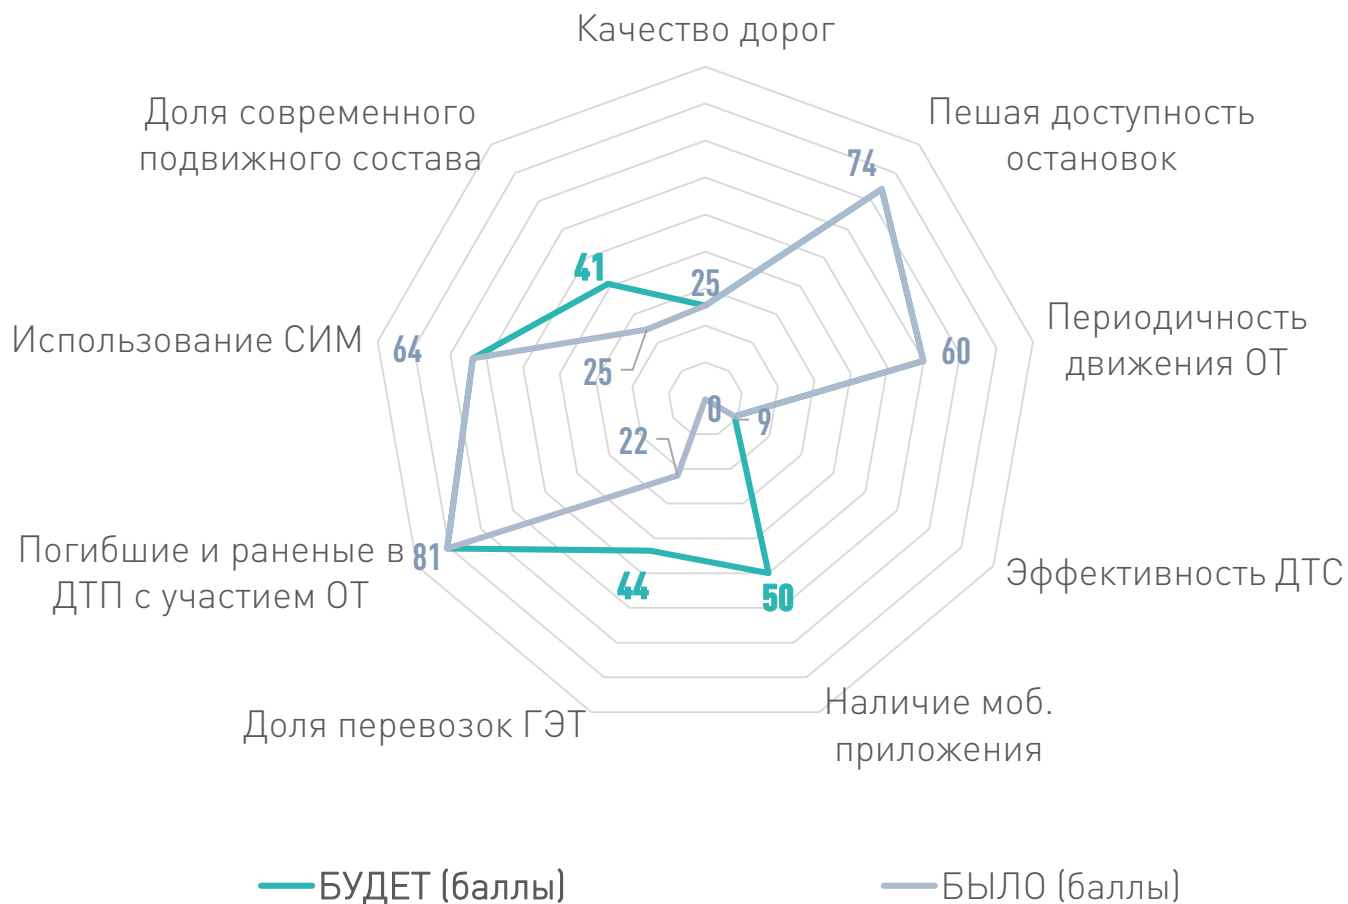 Качество дорог
Доля современного
подвижного состава
Пешая доступность
остановок
74
41
25
Использование СИМ
64
25
Периодичность
движения ОТ
60
0
9
22
Погибшие и раненые в
ДТП с участием ОТ
81
44
50
Эффективность ДТС
Доля перевозок ГЭТ
Наличие моб.
приложения
БУДЕТ (баллы)
БЫЛО (баллы)